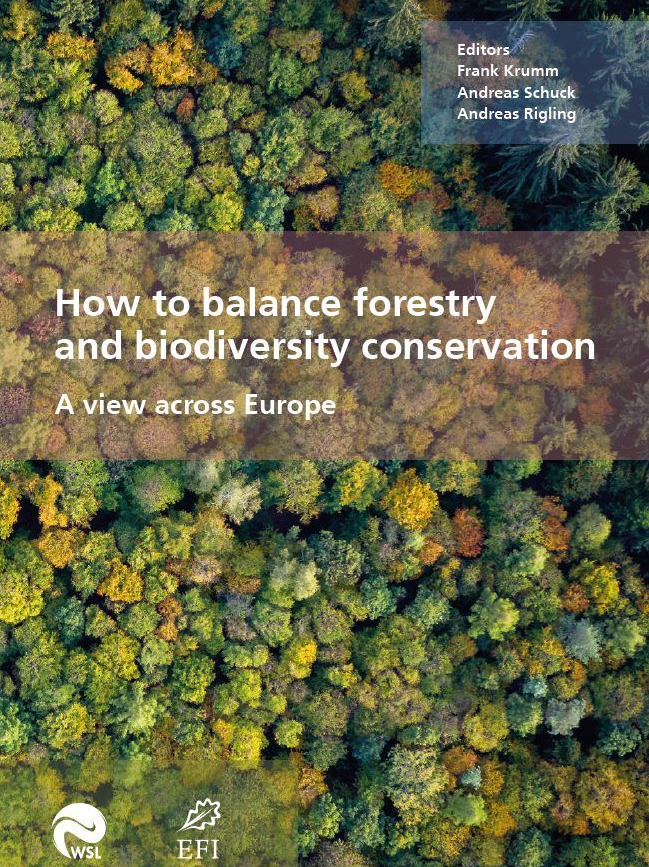 Editors
Frank Krumm
Andreas Schuck
Andreas Rigling
How to balance forestry
and biodiversity conservation
A view across Europe
WSL
EFI